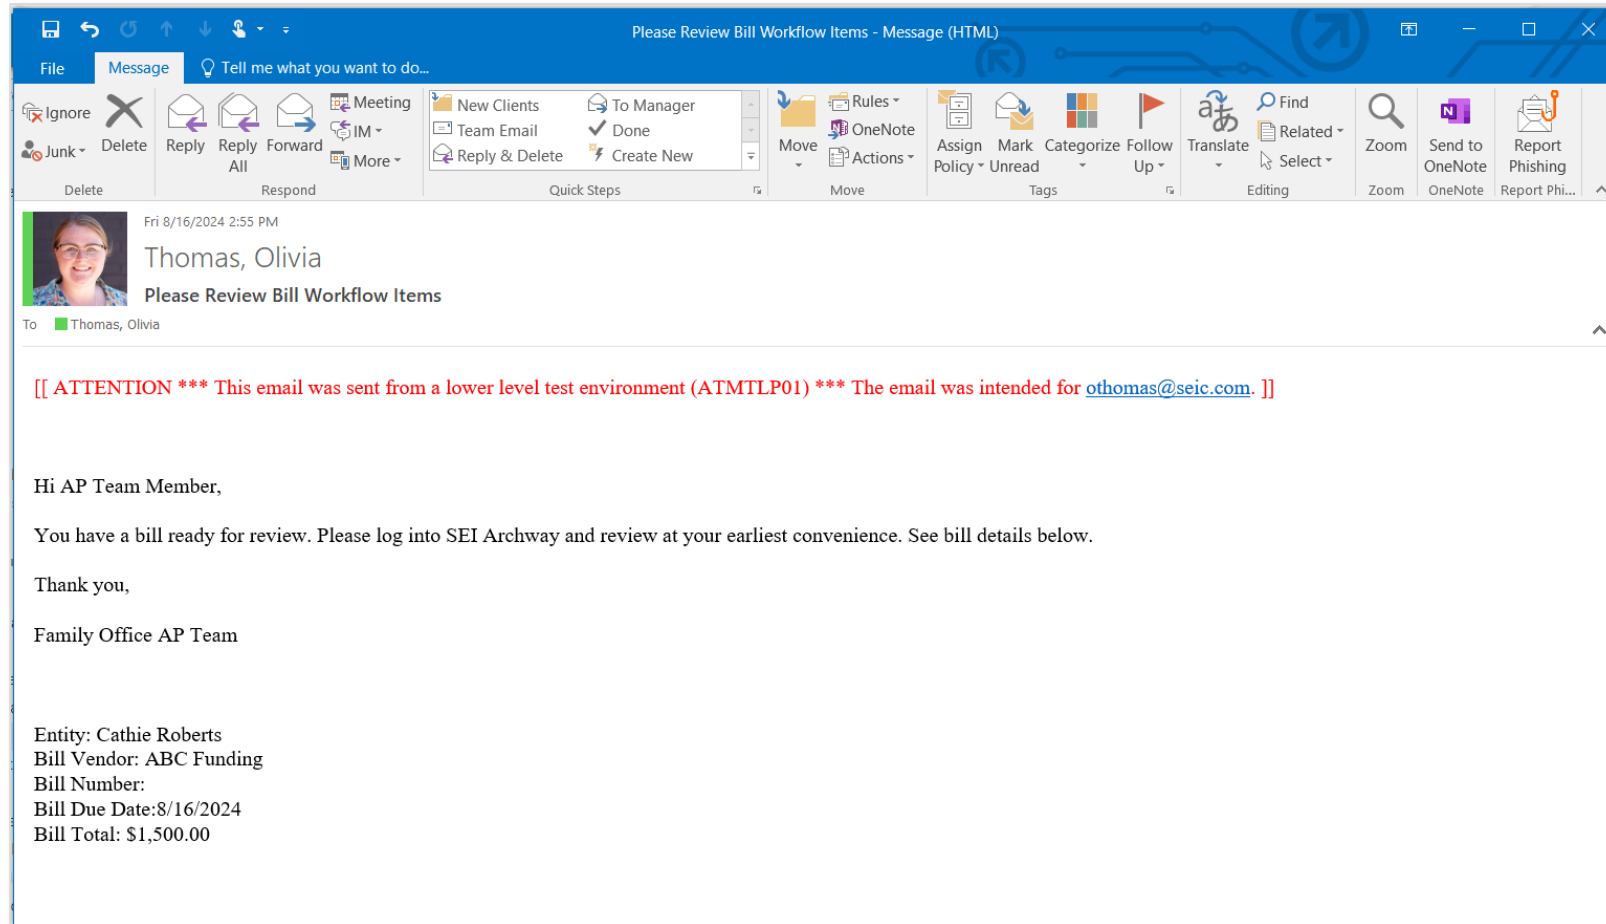 Please Review Bill Workflow Items - Message (HTML)
File Message Tell me what you want to do...
Ignore
Junk
Delete
Reply
Reply All
Forward
Meeting
IM
More
New Clients
Team Email
Reply & Delete
To Manager
Done
Create New
Move
Rules
OneNote
Actions
Assign Policy
Mark Unread
Categorize
Follow Up
Translate
Find
Related
Select
Zoom
Send to OneNote
Report Phishing
Delete Respond Quick Steps Move Tags Editing Zoom OneNote Report Phi...
Fri 8/16/2024 2:55 PM
Thomas, Olivia
Please Review Bill Workflow Items
To Thomas, Olivia
[[ ATTENTION *** This email was sent from a lower level test environment (ATMTLP01) *** The email was intended for othomas@seic.com. ]]
Hi AP Team Member,
You have a bill ready for review. Please log into SEI Archway and review at your earliest convenience. See bill details below.
Thank you,
Family Office AP Team
Entity: Cathie Roberts
Bill Vendor: ABC Funding
Bill Number:
Bill Due Date:8/16/2024
Bill Total: $1,500.00